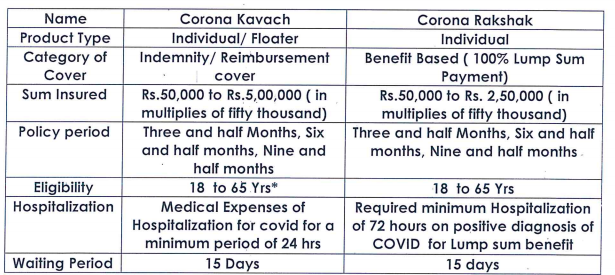 Name Corona Kavach Corona Rakshak
Product Type Individual/ Floater Individual
Category of Cover Indemnity/ Reimbursement cover Benefit Based ( 100% Lump Sum Payment)
Sum Insured Rs.50,000 to Rs.5,00,000 ( in multiples of fifty thousand) Rs.50,000 to Rs. 2,50,000 ( in multiples of fifty thousand)
Policy period Three and half Months, Six and half months, Nine and half months Three and half Months, Six and half months, Nine and half months
Eligibility 18 to 65 Yrs* 18 to 65 Yrs
Hospitalization Medical Expenses of Hospitalization for covid for a minimum period of 24 hrs Required minimum Hospitalization of 72 hours on positive diagnosis of COVID for Lump sum benefit
Waiting Period 15 Days 15 days